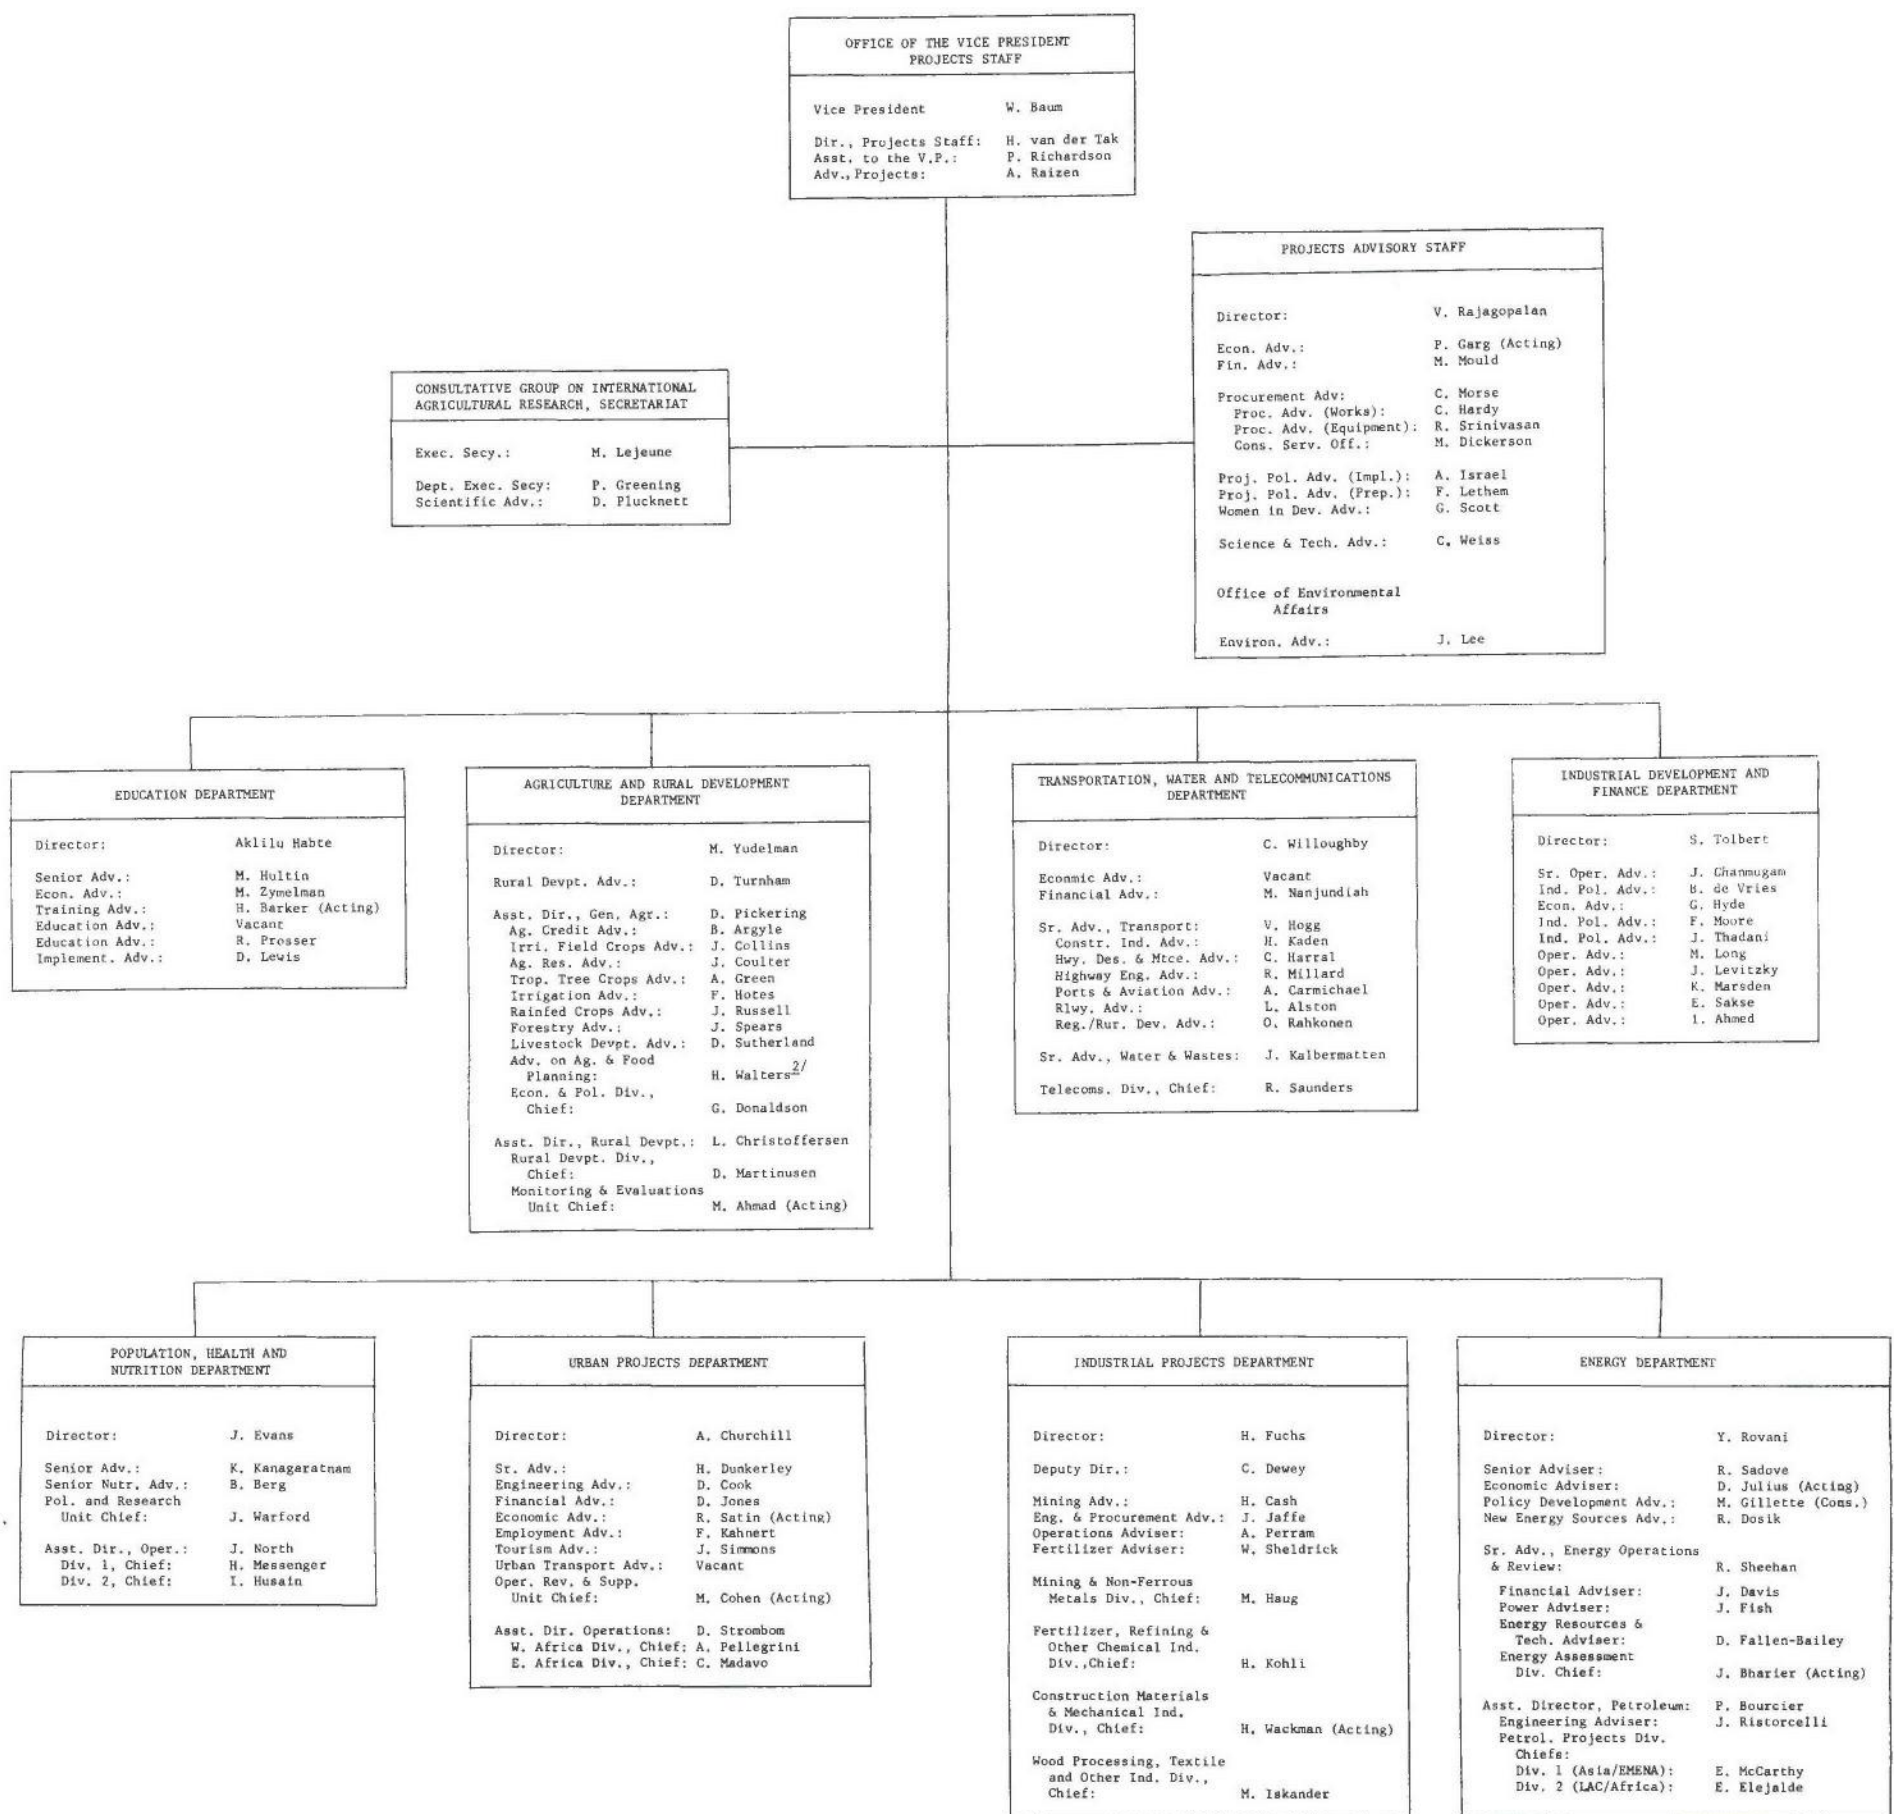 OFFICE OF THE VICE PRESIDENT
PROJECTS STAFF
Vice President W. Baum
Dir., Projects Staff: H. van der Tak
Asst. to the V.P.: P. Richardson
Adv., Projects: A. Raizen
PROJECTS ADVISORY STAFF
Director: V. Rajagopalan
Econ. Adv.: P. Garg (Acting)
Fin. Adv.: M. Mould
Procurement Adv: C. Morse
Proc. Adv. (Works): C. Hardy
Proc. Adv. (Equipment): R. Srinivasan
Cons. Serv. Off.: M. Dickerson
Proj. Pol. Adv. (Impl.): A. Israel
Proj. Pol. Adv. (Prep.): F. Lethem
Women in Dev. Adv.: G. Scott
Science & Tech. Adv.: C. Weiss
Office of Environmental
Affairs
Environ. Adv.: J. Lee
CONSULTATIVE GROUP ON INTERNATIONAL
AGRICULTURAL RESEARCH, SECRETARIAT
Exec. Secy.: M. Lejeune
Dept. Exec. Secy: P. Greening
Scientific Adv.: D. Plucknett
EDUCATION DEPARTMENT
Director: Aklilu Habte
Senior Adv.: M. Hultin
Econ. Adv.: M. Zymelman
Training Adv.: H. Barker (Acting)
Education Adv.: Vacant
Education Adv.: R. Prosser
Implement. Adv.: D. Lewis
AGRICULTURE AND RURAL DEVELOPMENT
DEPARTMENT
Director: M. Yudelman
Rural Devpt. Adv.: D. Turnham
Asst. Dir., Gen. Agr.: D. Pickering
Ag. Credit Adv.: B. Argyle
Irri. Field Crops Adv.: J. Collins
Ag. Res. Adv.: J. Coulter
Trop. Tree Crops Adv.: A. Green
Irrigation Adv.: F. Hotes
Rainfed Crops Adv.: J. Russell
Forestry Adv.: J. Spears
Livestock Devpt. Adv.: D. Sutherland
Adv. on Ag. & Food
Planning: H. Walters 2/
Econ. & Pol. Div.,
Chief: G. Donaldson
Asst. Dir., Rural Devpt.: L. Christoffersen
Rural Devpt. Div.,
Chief: D. Martinusen
Monitoring & Evaluations
Unit Chief: M. Ahmad (Acting)
TRANSPORTATION, WATER AND TELECOMMUNICATIONS
DEPARTMENT
Director: C. Willoughby
Econmic Adv.: Vacant
Financial Adv.: M. Nanjundiah
Sr. Adv., Transport: V. Hogg
Constr. Ind. Adv.: H. Kaden
Hwy. Des. & Mtce. Adv.: C. Harral
Highway Eng. Adv.: R. Millard
Ports & Aviation Adv.: A. Carmichael
Rlwy. Adv.: L. Alston
Reg./Rur. Dev. Adv.: O. Rahkonen
Sr. Adv., Water & Wastes: J. Kalbermatten
Telecoms. Div., Chief: R. Saunders
INDUSTRIAL DEVELOPMENT AND
FINANCE DEPARTMENT
Director: S. Tolbert
Sr. Oper. Adv.: J. Chanmugam
Ind. Pol. Adv.: B. de Vries
Econ. Adv.: G. Hyde
Ind. Pol. Adv.: F. Moore
Ind. Pol. Adv.: J. Thadani
Oper. Adv.: M. Long
Oper. Adv.: J. Levitzky
Oper. Adv.: K. Marsden
Oper. Adv.: E. Sakse
Oper. Adv.: I. Ahmed
POPULATION, HEALTH AND
NUTRITION DEPARTMENT
Director: J. Evans
Senior Adv.: K. Kanagaratnam
Senior Nutr. Adv.: B. Berg
Pol. and Research
Unit Chief: J. Warford
Asst. Dir., Oper.: J. North
Div. 1, Chief: H. Messenger
Div. 2, Chief: I. Husain
URBAN PROJECTS DEPARTMENT
Director: A. Churchill
Sr. Adv.: H. Dunkerley
Engineering Adv.: D. Cook
Financial Adv.: D. Jones
Economic Adv.: R. Satin (Acting)
Employment Adv.: F. Kahnert
Tourism Adv.: J. Simmons
Urban Transport Adv.: Vacant
Oper. Rev. & Supp.
Unit Chief: M. Cohen (Acting)
Asst. Dir. Operations: D. Strombom
W. Africa Div., Chief: A. Pellegrini
E. Africa Div., Chief: C. Madavo
INDUSTRIAL PROJECTS DEPARTMENT
Director: H. Fuchs
Deputy Dir.: C. Dewey
Mining Adv.: H. Cash
Eng. & Procurement Adv.: J. Jaffe
Operations Adviser: A. Perram
Fertilizer Adviser: W. Sheldrick
Mining & Non-Ferrous
Metals Div., Chief: M. Haug
Fertilizer, Refining &
Other Chemical Ind.
Div.,Chief: H. Kohli
Construction Materials
& Mechanical Ind.
Div., Chief: H. Wackman (Acting)
Wood Processing, Textile
and Other Ind. Div.,
Chief: M. Iskander
ENERGY DEPARTMENT
Director: Y. Rovani
Senior Adviser: R. Sadove
Economic Adviser: D. Julius (Acting)
Policy Development Adv.: M. Gillette (Cons.)
New Energy Sources Adv.: R. Dosik
Sr. Adv., Energy Operations
& Review: R. Sheehan
Financial Adviser: J. Davis
Power Adviser: J. Fish
Energy Resources &
Tech. Adviser: D. Fallen-Bailey
Energy Assessment
Div. Chief: J. Bharier (Acting)
Asst. Director, Petroleum: P. Bourcier
Engineering Adviser: J. Ristorcelli
Petrol. Projects Div.
Chiefs:
Div. 1 (Asia/EMENA): E. McCarthy
Div. 2 (LAC/Africa): E. Elejalde